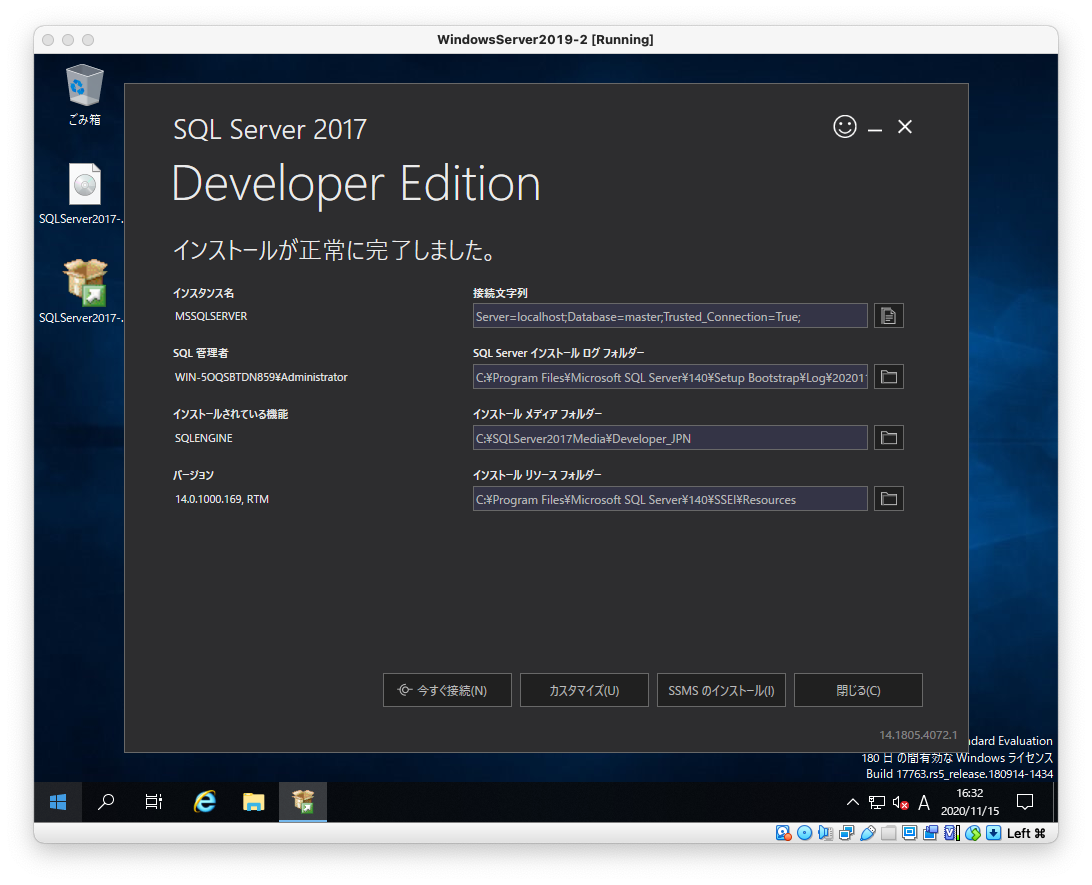 WindowsServer2019-2 [Running]
ごみ箱
SQLServer2017-.
SQLServer2017-.
SQL Server 2017
Developer Edition
インストールが正常に完了しました。
インスタンス名
MSSQLSERVER
接続文字列
Server=localhost;Database=master;Trusted_Connection=True;
SQL 管理者
WIN-5OQSBTDN859¥Administrator
SQL Server インストール ログ フォルダー
C:¥Program Files¥Microsoft SQL Server¥140¥Setup Bootstrap¥Log¥202011
インストールされている機能
SQLENGINE
インストール メディア フォルダー
C:¥SQLServer2017Media¥Developer_JPN
バージョン
14.0.1000.169, RTM
インストール リソース フォルダー
C:¥Program Files¥Microsoft SQL Server¥140¥SSEI¥Resources
今すぐ接続(N)
カスタマイズ(U)
SSMS のインストール(I)
閉じる(C)
14.1805.4072.1
ndard Evaluation
180 日 の間有効な Windows ライセンス
Build 17763.rs5_release.180914-1434
A
16:32
2020/11/15
Left ⌘